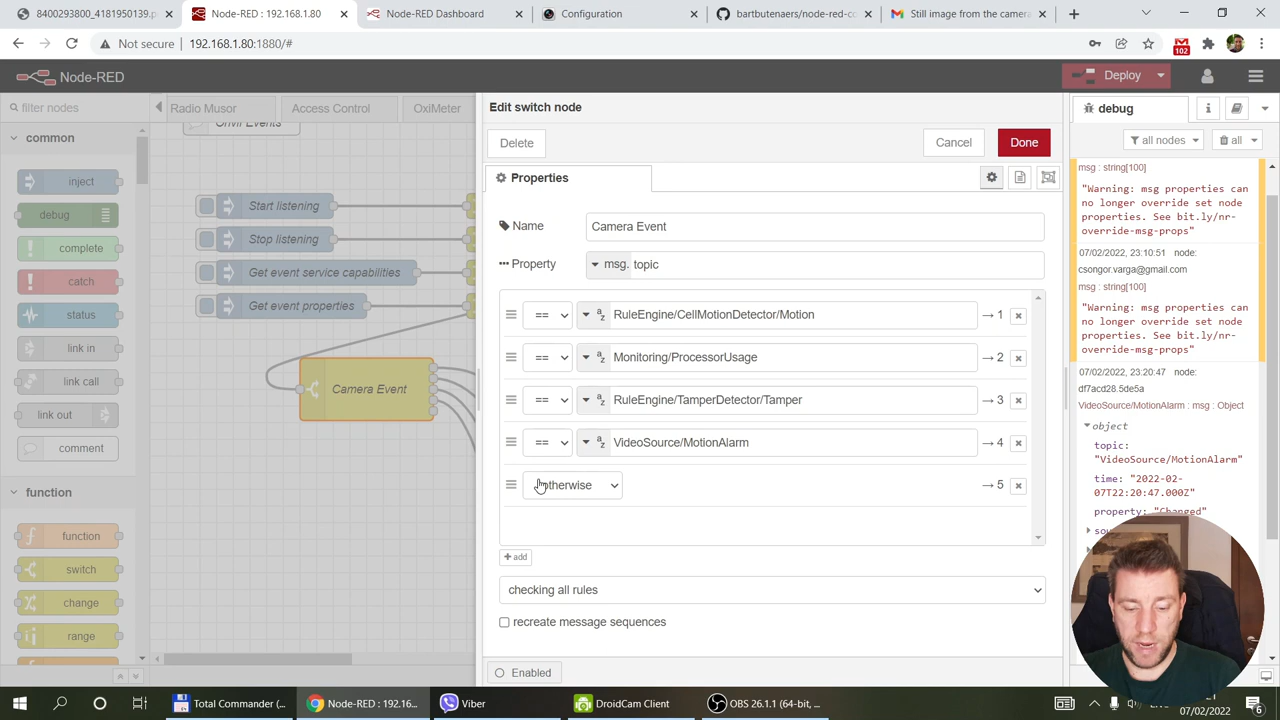 8400293800_4181950139.p
Node-RED : 192.168.1.80
Node-RED Dashboard
Configuration
bartbutenaers/node-red-co
Still image from the camera
Not secure
192.168.1.80:1880/#
102
Node-RED
Deploy
filter nodes
Radio Musor
Access Control
OxiMeter
common
inject
debug
complete
catch
status
link in
link call
link out
comment
function
function
switch
change
range
Onvif Events
Start listening
Stop listening
Get event service capabilities
Get event properties
Camera Event
Edit switch node
Delete
Cancel
Done
Properties
Name
Camera Event
Property
msg. topic
== RuleEngine/CellMotionDetector/Motion → 1
== Monitoring/ProcessorUsage → 2
== RuleEngine/TamperDetector/Tamper → 3
== VideoSource/MotionAlarm → 4
otherwise → 5
add
checking all rules
recreate message sequences
Enabled
debug
all nodes
all
msg : string[100]
"Warning: msg properties can
no longer override set node
properties. See bit.ly/nr-
override-msg-props"
07/02/2022, 23:10:51 node:
csongor.varga@gmail.com
msg : string[100]
"Warning: msg properties can
no longer override set node
properties. See bit.ly/nr-
override-msg-props"
07/02/2022, 23:20:47 node:
df7acd28.5de5a
VideoSource/MotionAlarm : msg : Object
object
topic:
"VideoSource/MotionAlarm"
time: "2022-02-
07T22:20:47.000Z"
property: "Changed"
Total Commander (...
Node-RED : 192.16...
Viber
DroidCam Client
OBS 26.1.1 (64-bit, ...
07/02/2022
6